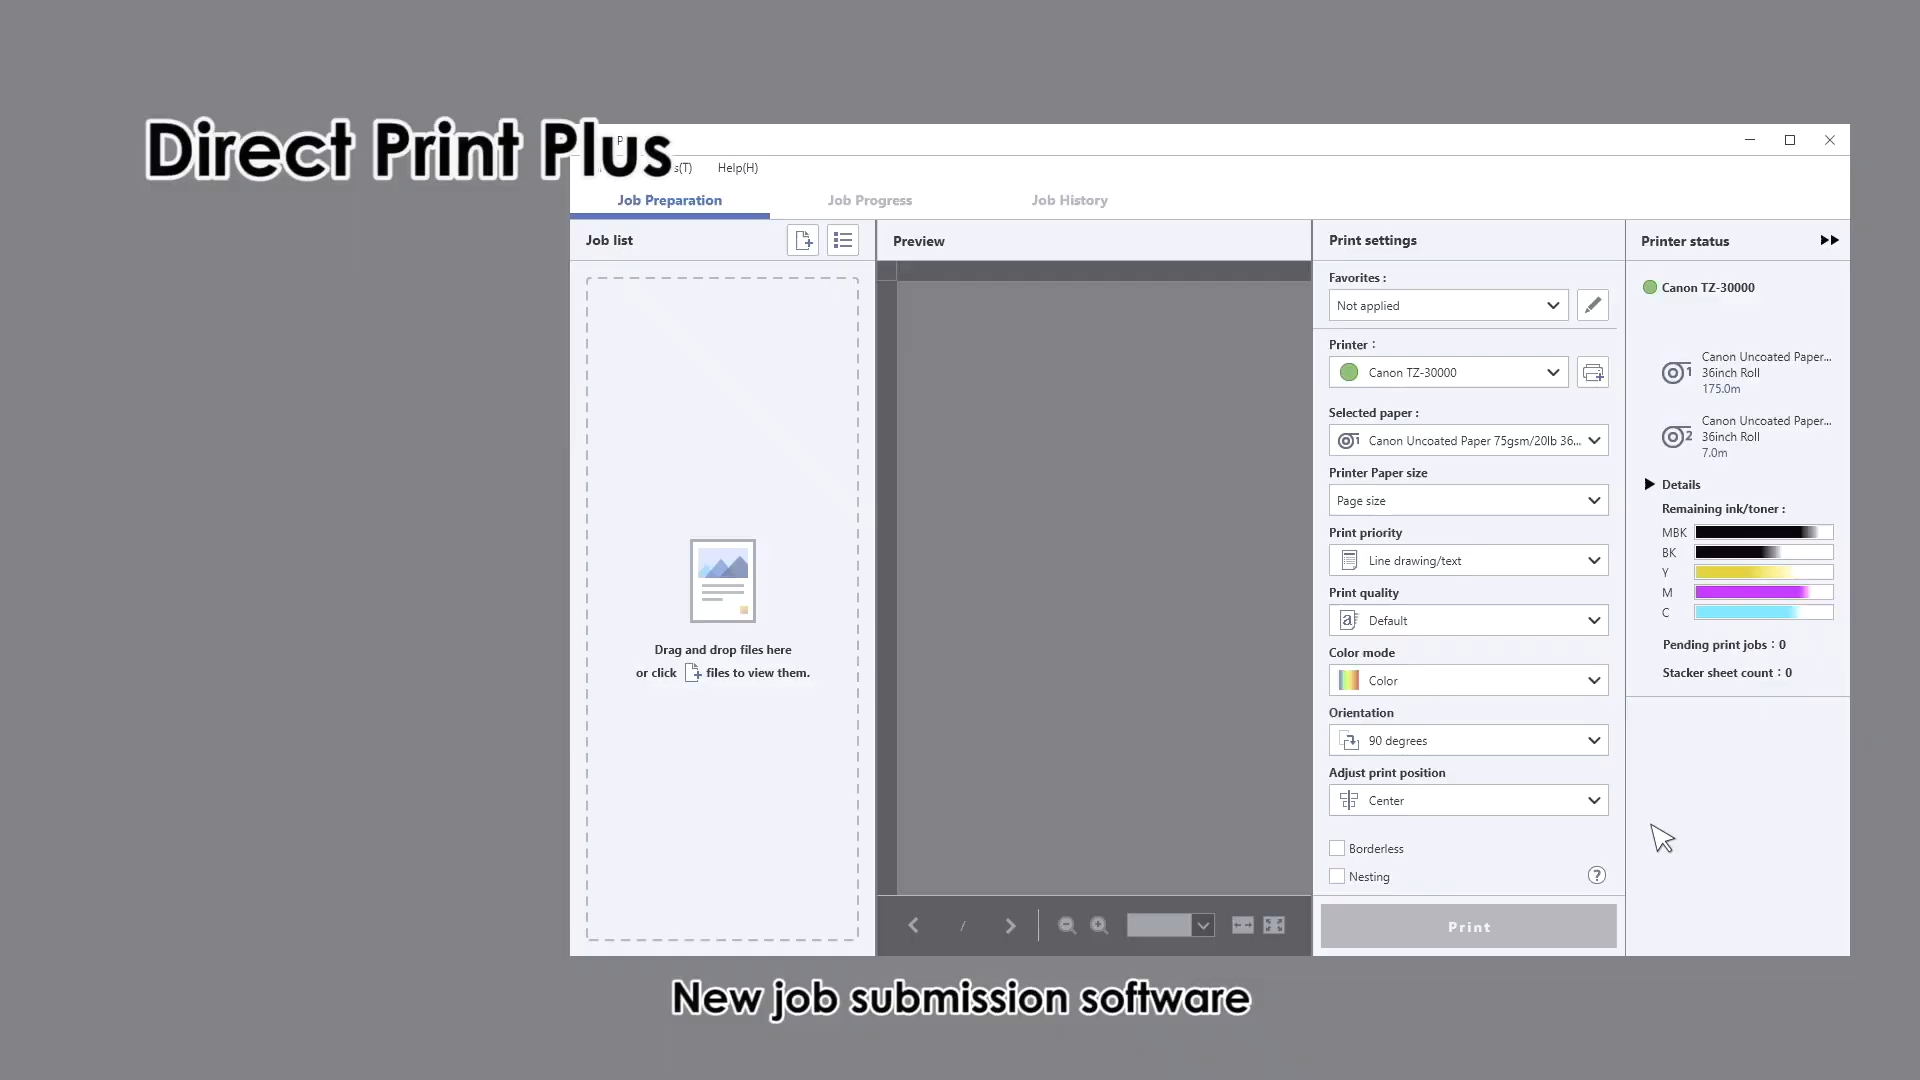 Direct Print Plus
Help(H)
Job Preparation
Job Progress
Job History
Job list
Drag and drop files here
or click files to view them.
Preview
/
Print settings
Favorites :
Not applied
Printer :
Canon TZ-30000
Selected paper :
1 Canon Uncoated Paper 75gsm/20lb 36...
Printer Paper size
Page size
Print priority
Line drawing/text
Print quality
a Default
Color mode
Color
Orientation
90 degrees
Adjust print position
Center
Borderless
Nesting
?
Print
Printer status
Canon TZ-30000
1 Canon Uncoated Paper...
36inch Roll
175.0m
2 Canon Uncoated Paper...
36inch Roll
7.0m
Details
Remaining ink/toner :
MBK
BK
Y
M
C
Pending print jobs : 0
Stacker sheet count : 0
New job submission software